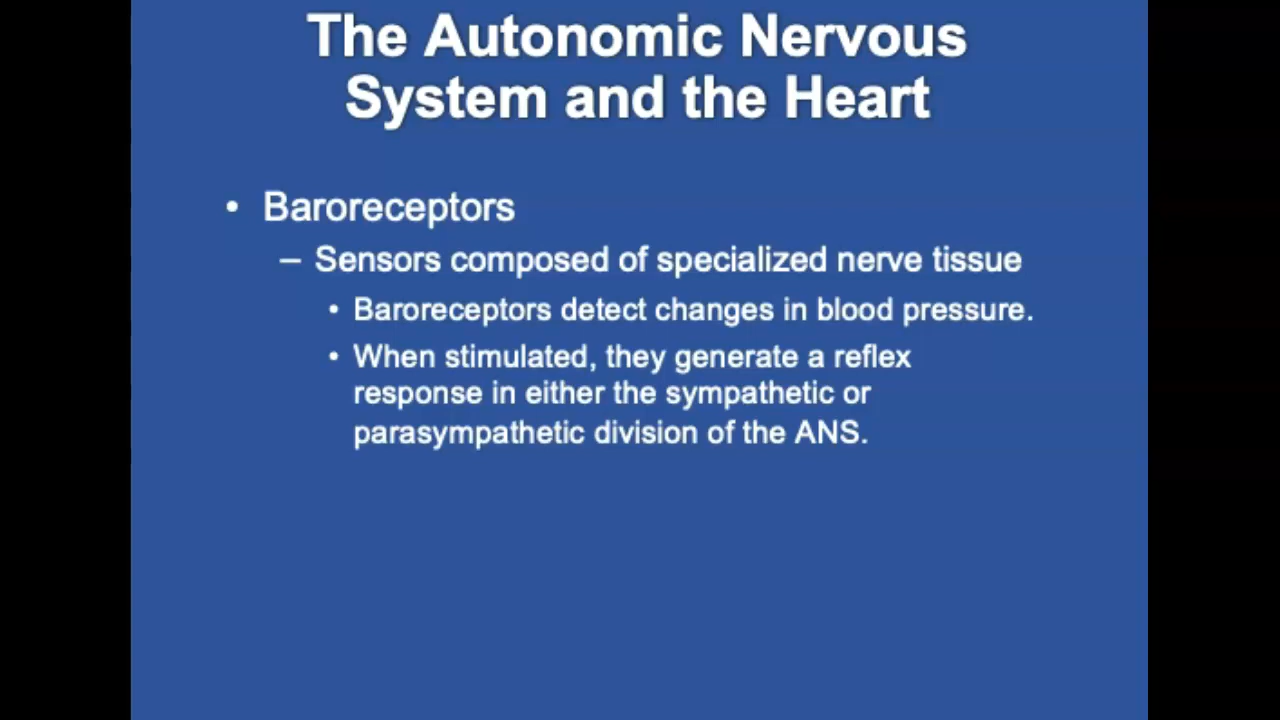 The Autonomic Nervous
System and the Heart
• Baroreceptors
– Sensors composed of specialized nerve tissue
• Baroreceptors detect changes in blood pressure.
• When stimulated, they generate a reflex
response in either the sympathetic or
parasympathetic division of the ANS.